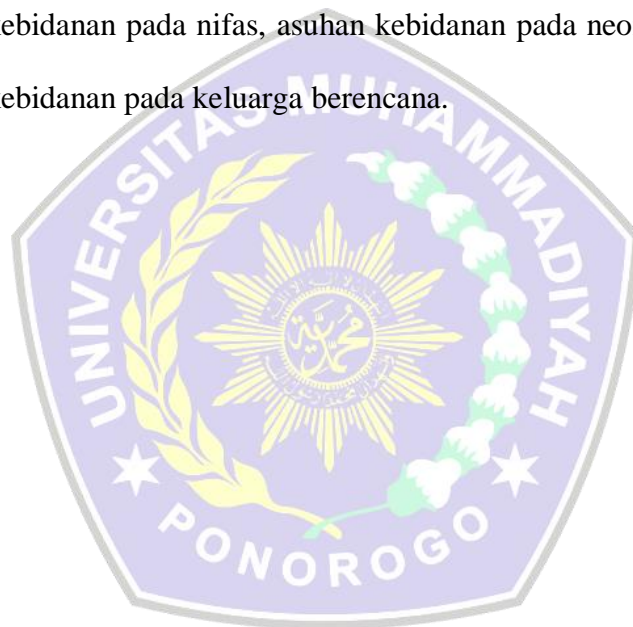 kebidanan pada nifas, asuhan kebidanan pada neo
kebidanan pada keluarga berencana.
UNIVERSITAS MUHAMMADIYAH
PONOROGO